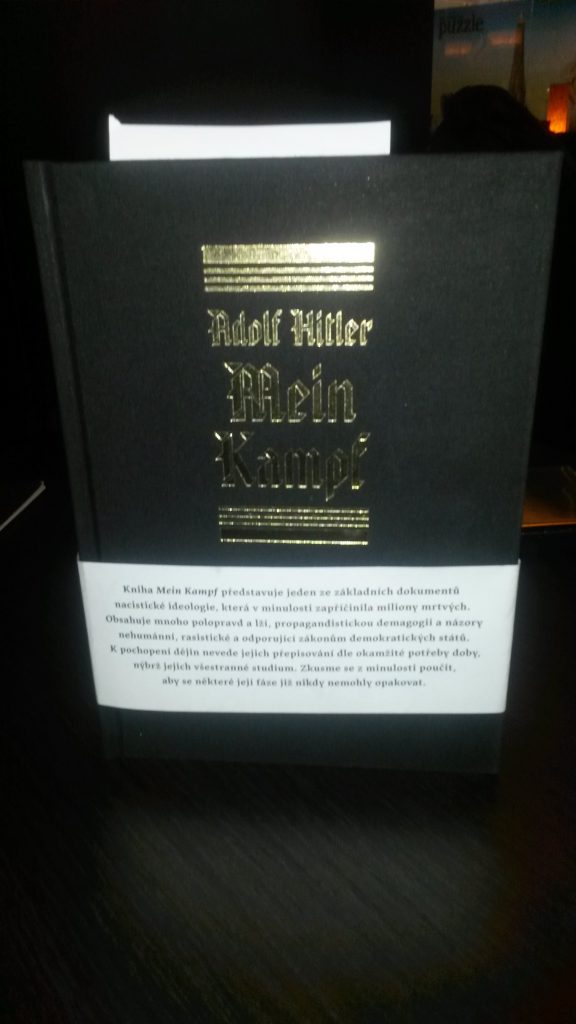 puzzle
Adolf Hitler
Mein
Kampf
Kniha Mein Kampf představuje jeden ze základních dokumentů
nacistické ideologie, která v minulosti zapříčinila miliony mrtvých.
Obsahuje mnoho polopravd a lží, propagandistickou demagogii a názory
nehumánní, rasistické a odporující zákonům demokratických států.
K pochopení dějin nevede jejich přepisování dle okamžité potřeby doby,
nýbrž jejich všestranné studium. Zkusme se z minulosti poučit,
aby se některé její fáze již nikdy nemohly opakovat.